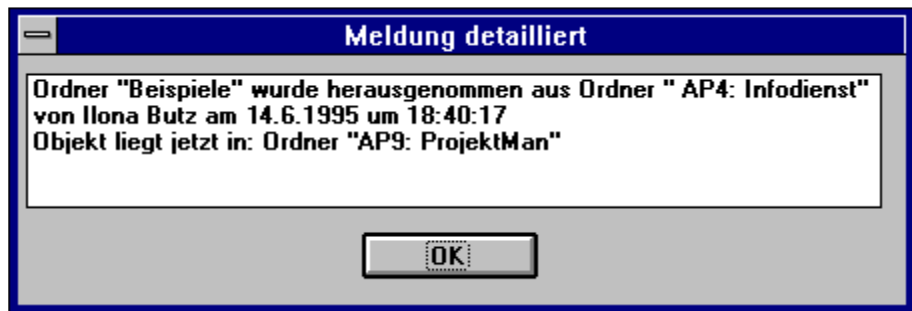 Meldung detailliert
Ordner "Beispiele" wurde herausgenommen aus Ordner " AP4: Infodienst"
von Ilona Butz am 14.6.1995 um 18:40:17
Objekt liegt jetzt in: Ordner "AP9: ProjektMan"
OK